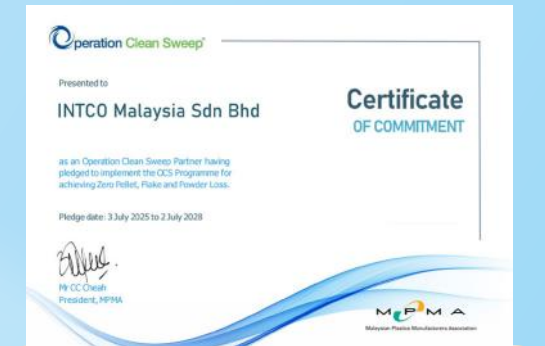 Operation Clean Sweep®
Presented to
INTCO Malaysia Sdn Bhd
Certificate
OF COMMITMENT
as an Operation Clean Sweep Partner having
pledged to implement the OCS Programme for
achieving Zero Pellet, Flake and Powder Loss.
Pledge date: 3 July 2025 to 2 July 2028
Mr CC Cheah
President, MPMA
MPMA
Malaysian Plastics Manufacturers Association